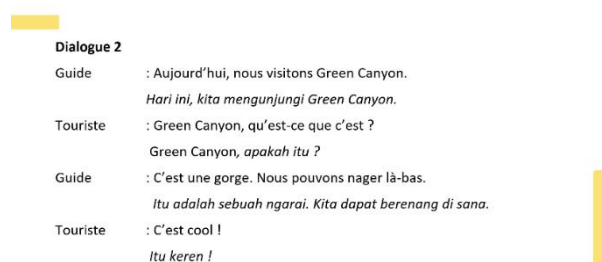 Dialogue 2
Guide : Aujourd’hui, nous visitons Green Canyon.
Hari ini, kita mengunjungi Green Canyon.
Touriste : Green Canyon, qu’est-ce que c’est ?
Green Canyon, apakah itu ?
Guide : C’est une gorge. Nous pouvons nager là-bas.
Itu adalah sebuah ngarai. Kita dapat berenang di sana.
Touriste : C’est cool !
Itu keren !